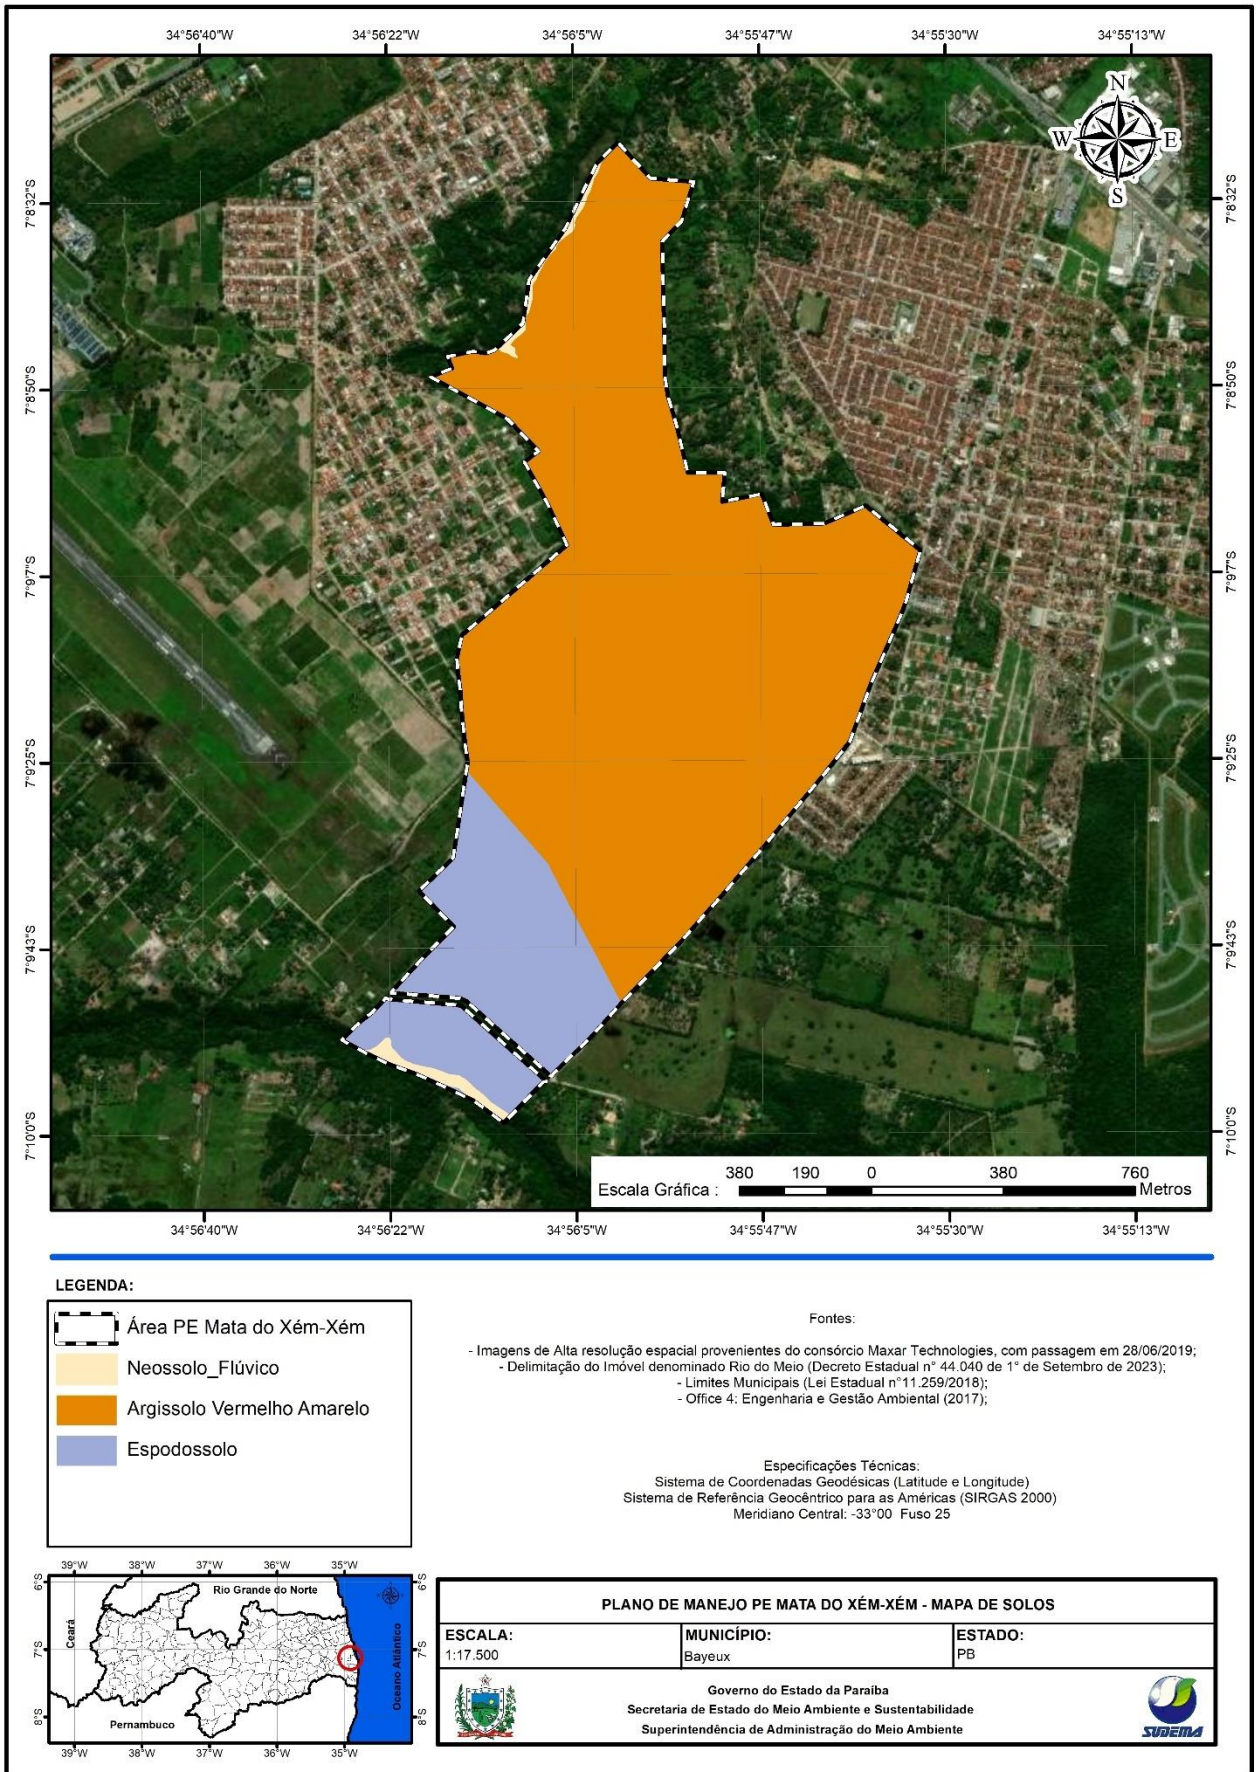 34°56'40"W 34°56'22"W 34°56'5"W 34°55'47"W 34°55'30"W 34°55'13"W
N
W E
S
7°8'32"S 7°8'32"S
7°8'50"S 7°8'50"S
7°9'7"S 7°9'7"S
7°9'25"S 7°9'25"S
7°9'43"S 7°9'43"S
7°10'0"S 7°10'0"S
380 190 0 380 760
Escala Gráfica : Metros
34°56'40"W 34°56'22"W 34°56'5"W 34°55'47"W 34°55'30"W 34°55'13"W
LEGENDA:
Área PE Mata do Xém-Xém
Neossolo_Flúvico
Argissolo Vermelho Amarelo
Espodossolo
Fontes:
- Imagens de Alta resolução espacial provenientes do consórcio Maxar Technologies, com passagem em 28/06/2019;
- Delimitação do Imóvel denominado Rio do Meio (Decreto Estadual n° 44.040 de 1° de Setembro de 2023);
- Limites Municipais (Lei Estadual n°11.259/2018);
- Office 4: Engenharia e Gestão Ambiental (2017);
Especificações Técnicas:
Sistema de Coordenadas Geodésicas (Latitude e Longitude)
Sistema de Referência Geocêntrico para as Américas (SIRGAS 2000)
Meridiano Central: -33°00 Fuso 25
39°W 38°W 37°W 36°W 35°W
6°S 6°S
Rio Grande do Norte
Ceará
7°S 7°S
Oceano Atlântico
8°S 8°S
Pernambuco
39°W 38°W 37°W 36°W 35°W
PLANO DE MANEJO PE MATA DO XÉM-XÉM - MAPA DE SOLOS
ESCALA: MUNICÍPIO: ESTADO:
1:17.500 Bayeux PB
Governo do Estado da Paraíba
Secretaria de Estado do Meio Ambiente e Sustentabilidade
Superintendência de Administração do Meio Ambiente
SUDEMA